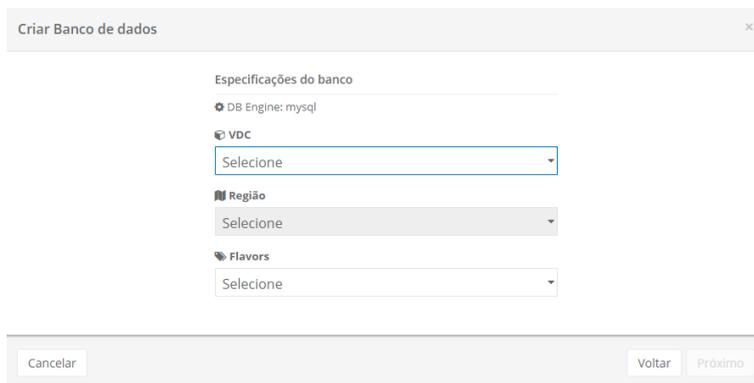 Criar Banco de dados
×
Especificações do banco
DB Engine: mysql
VDC
Selecione
Região
Selecione
Flavors
Selecione
Cancelar
Voltar
Próximo